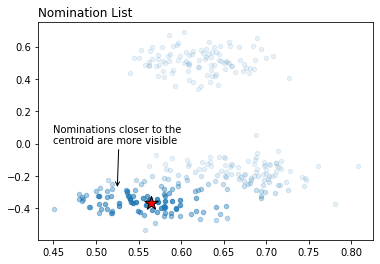 Nomination List
0.6
0.4
0.2
0.0
−0.2
−0.4
Nominations closer to the
centroid are more visible
0.45 0.50 0.55 0.60 0.65 0.70 0.75 0.80